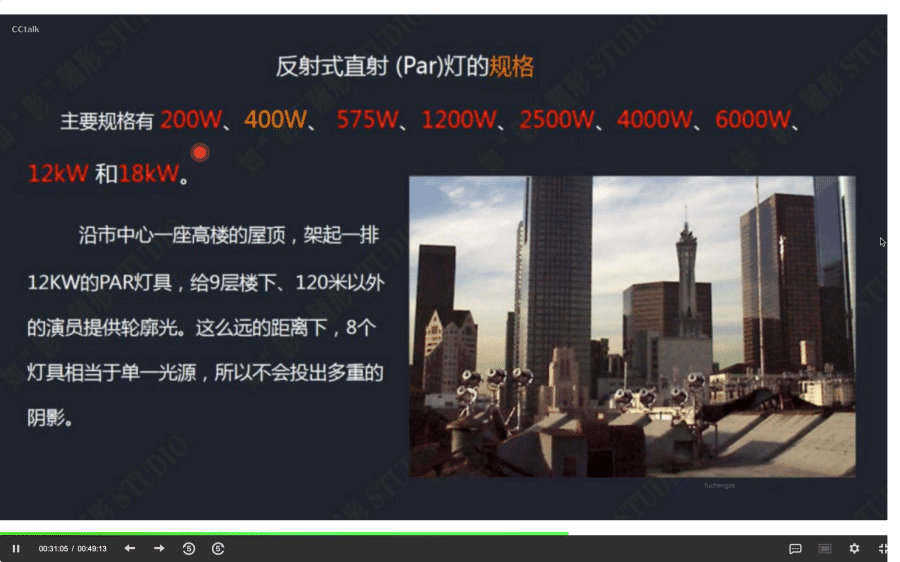 CCtalk
反射式直射 (Par)灯的规格
主要规格有 200W、400W、 575W、1200W、2500W、4000W、6000W、
12kW 和18kW。
沿市中心一座高楼的屋顶，架起一排
12KW的PAR灯具，给9层楼下、120米以外
的演员提供轮廓光。这么远的距离下，8个
灯具相当于单一光源，所以不会投出多重的
阴影。
fuchengze
00:31:05 / 00:49:13
5
5